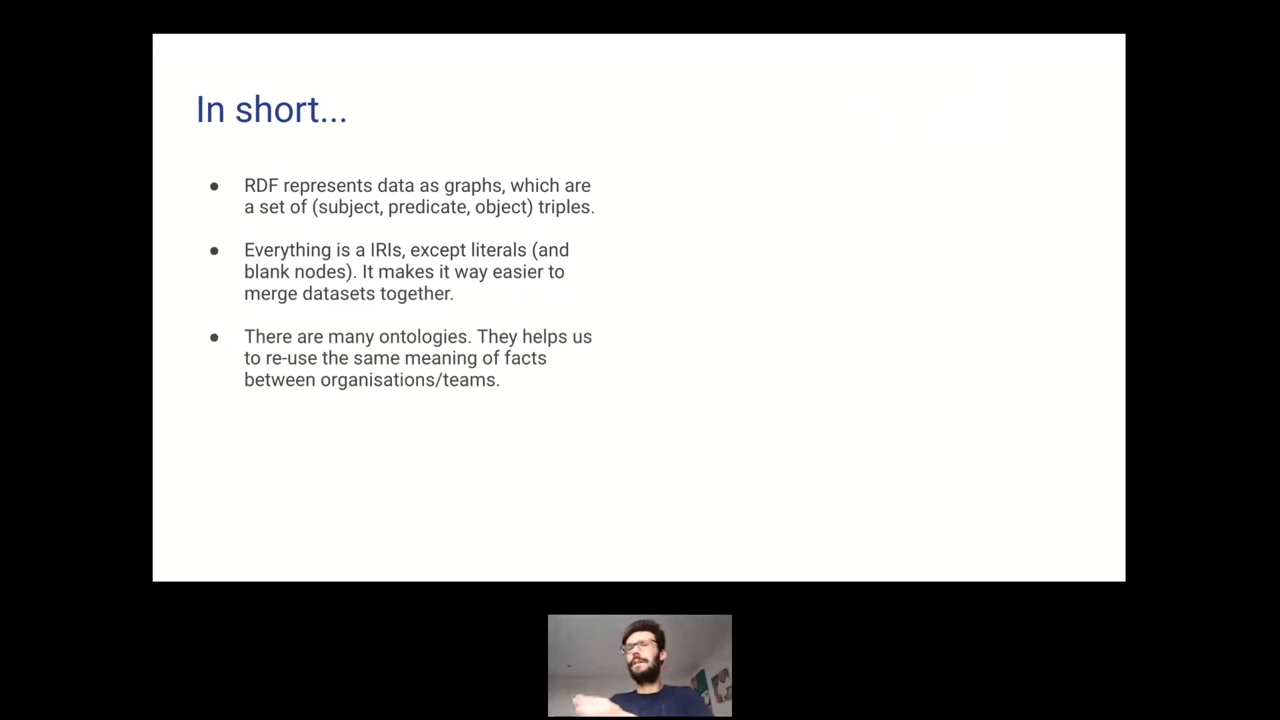 In short...
● RDF represents data as graphs, which are
a set of (subject, predicate, object) triples.
● Everything is a IRIs, except literals (and
blank nodes). It makes it way easier to
merge datasets together.
● There are many ontologies. They helps us
to re-use the same meaning of facts
between organisations/teams.